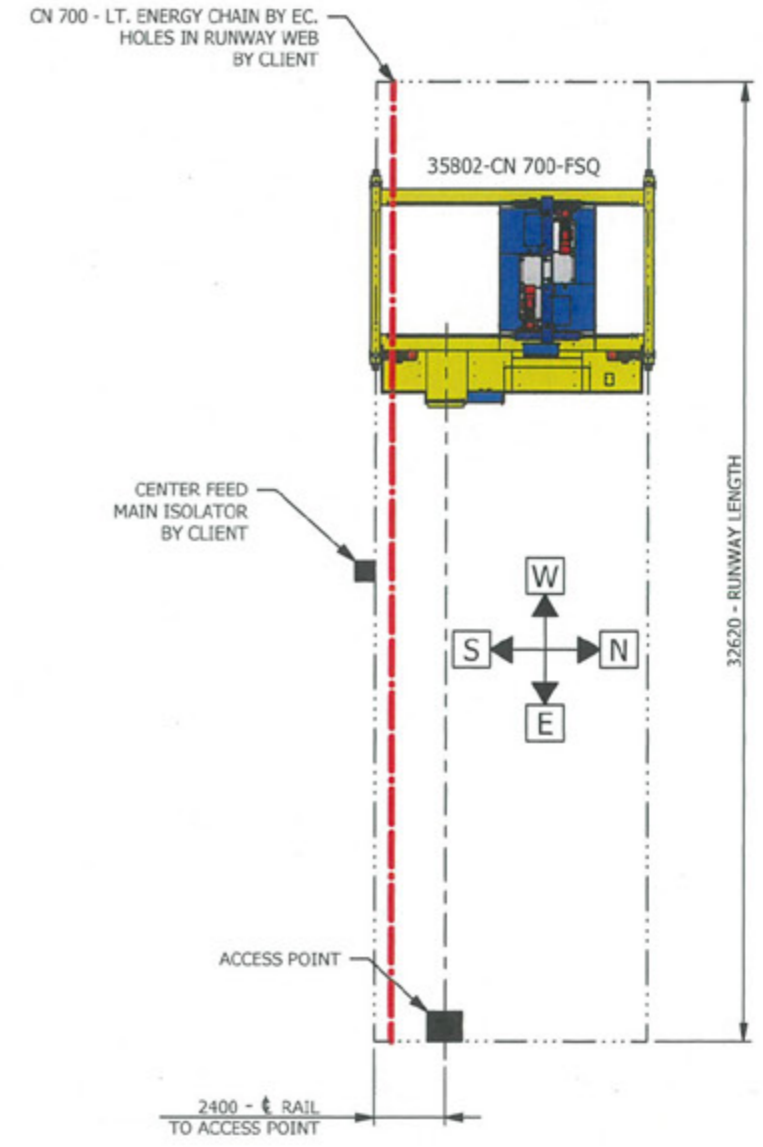 CN 700 - LT. ENERGY CHAIN BY EC.
HOLES IN RUNWAY WEB
BY CLIENT
35802-CN 700-FSQ
CENTER FEED
MAIN ISOLATOR
BY CLIENT
W
S
N
E
32620 - RUNWAY LENGTH
ACCESS POINT
2400 - ℄ RAIL
TO ACCESS POINT